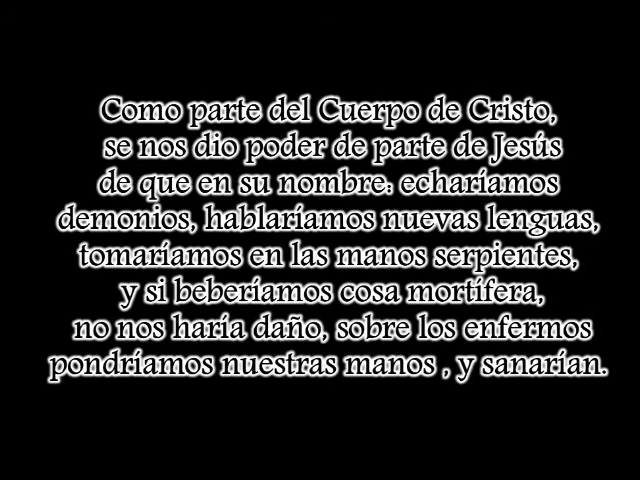 Como parte del Cuerpo de Cristo,
se nos dio poder de parte de Jesús
de que en su nombre: echaríamos
demonios, hablaríamos nuevas lenguas,
tomaríamos en las manos serpientes,
y si beberíamos cosa mortífera,
no nos haría daño, sobre los enfermos
pondríamos nuestras manos , y sanarían.